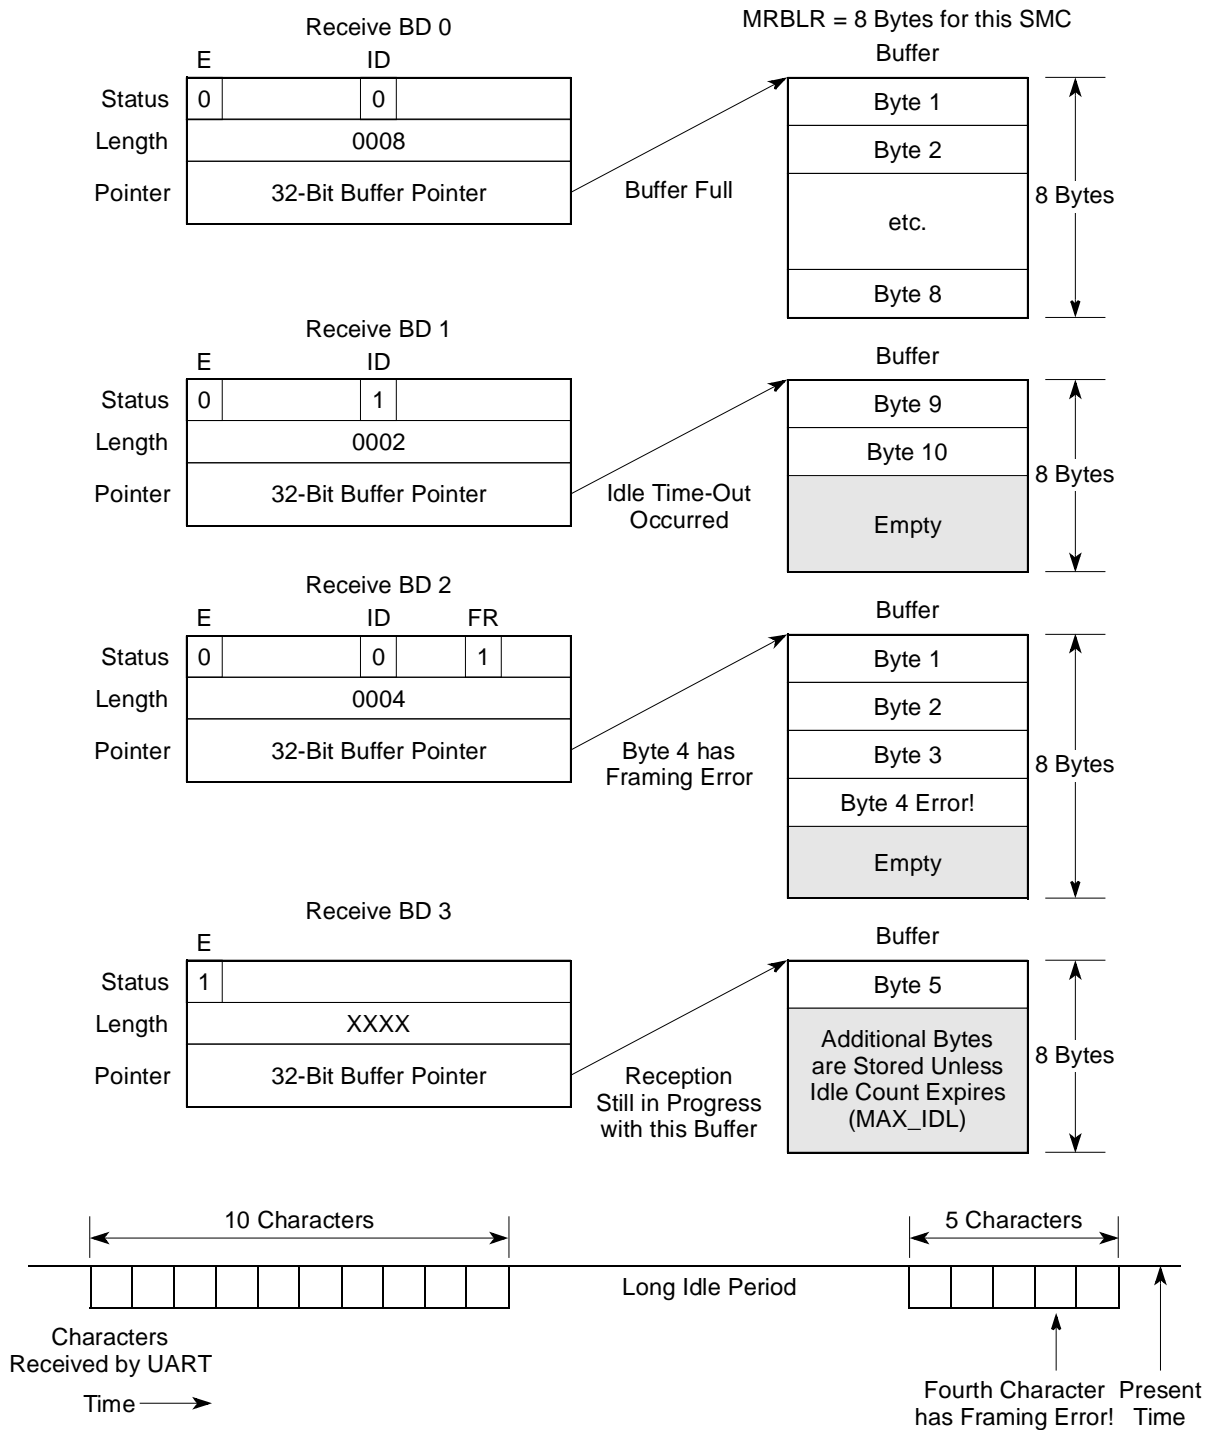 Receive BD 0
MRBLR = 8 Bytes for this SMC
E ID
Buffer
Status 0 0
Byte 1
Length 0008
Byte 2
Pointer 32-Bit Buffer Pointer
Buffer Full
8 Bytes
etc.
Byte 8
Receive BD 1
E ID
Buffer
Status 0 1
Byte 9
Length 0002
Byte 10
Pointer 32-Bit Buffer Pointer
Idle Time-Out
Occurred
8 Bytes
Empty
Receive BD 2
E ID FR
Buffer
Status 0 0 1
Byte 1
Length 0004
Byte 2
Pointer 32-Bit Buffer Pointer
Byte 4 has
Framing Error
Byte 3
8 Bytes
Byte 4 Error!
Empty
Receive BD 3
E
Buffer
Status 1
Byte 5
Length XXXX
Pointer 32-Bit Buffer Pointer
Reception
Still in Progress
with this Buffer
Additional Bytes
are Stored Unless
Idle Count Expires
(MAX_IDL)
8 Bytes
10 Characters
5 Characters
Long Idle Period
Characters
Received by UART
Time
Fourth Character
has Framing Error!
Present
Time